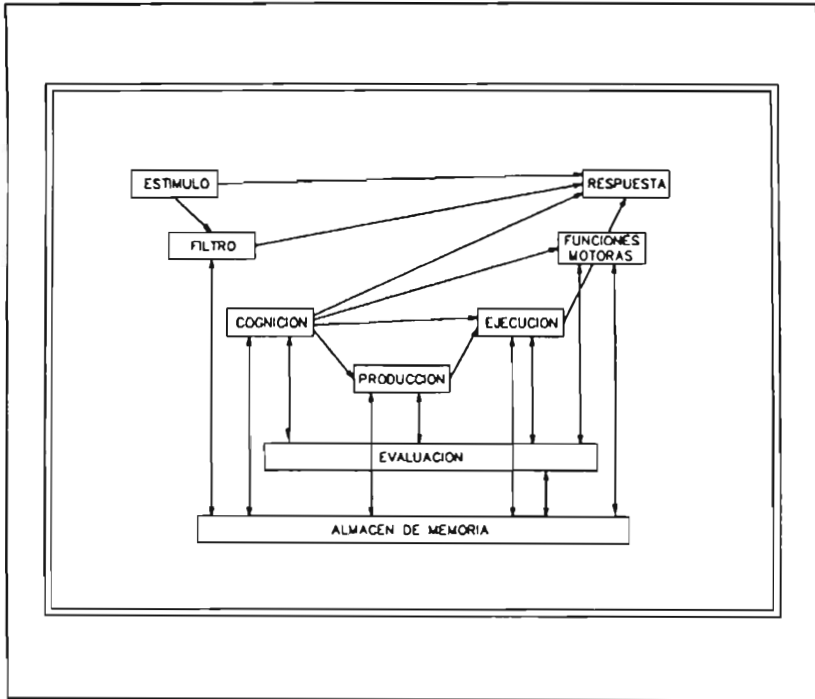 ESTIMULO
RESPUESTA
FILTRO
FUNCIONES
MOTORAS
COGNICION
EJECUCION
PRODUCCION
EVALUACION
ALMACEN DE MEMORIA